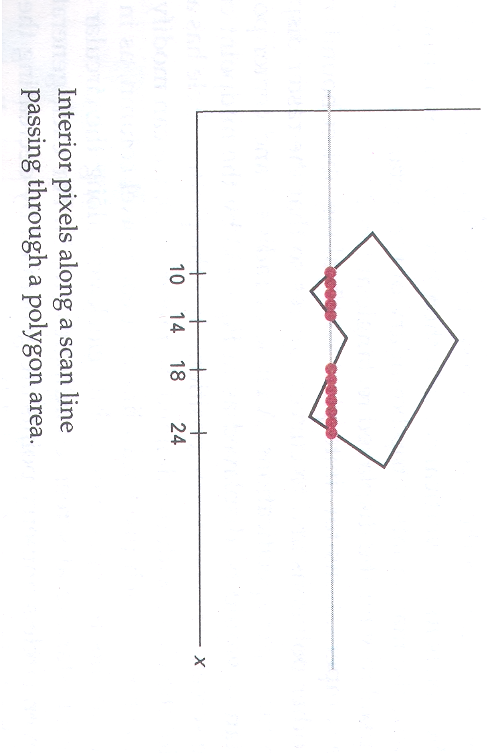 10 14 18 24
x
Interior pixels along a scan line
passing through a polygon area.